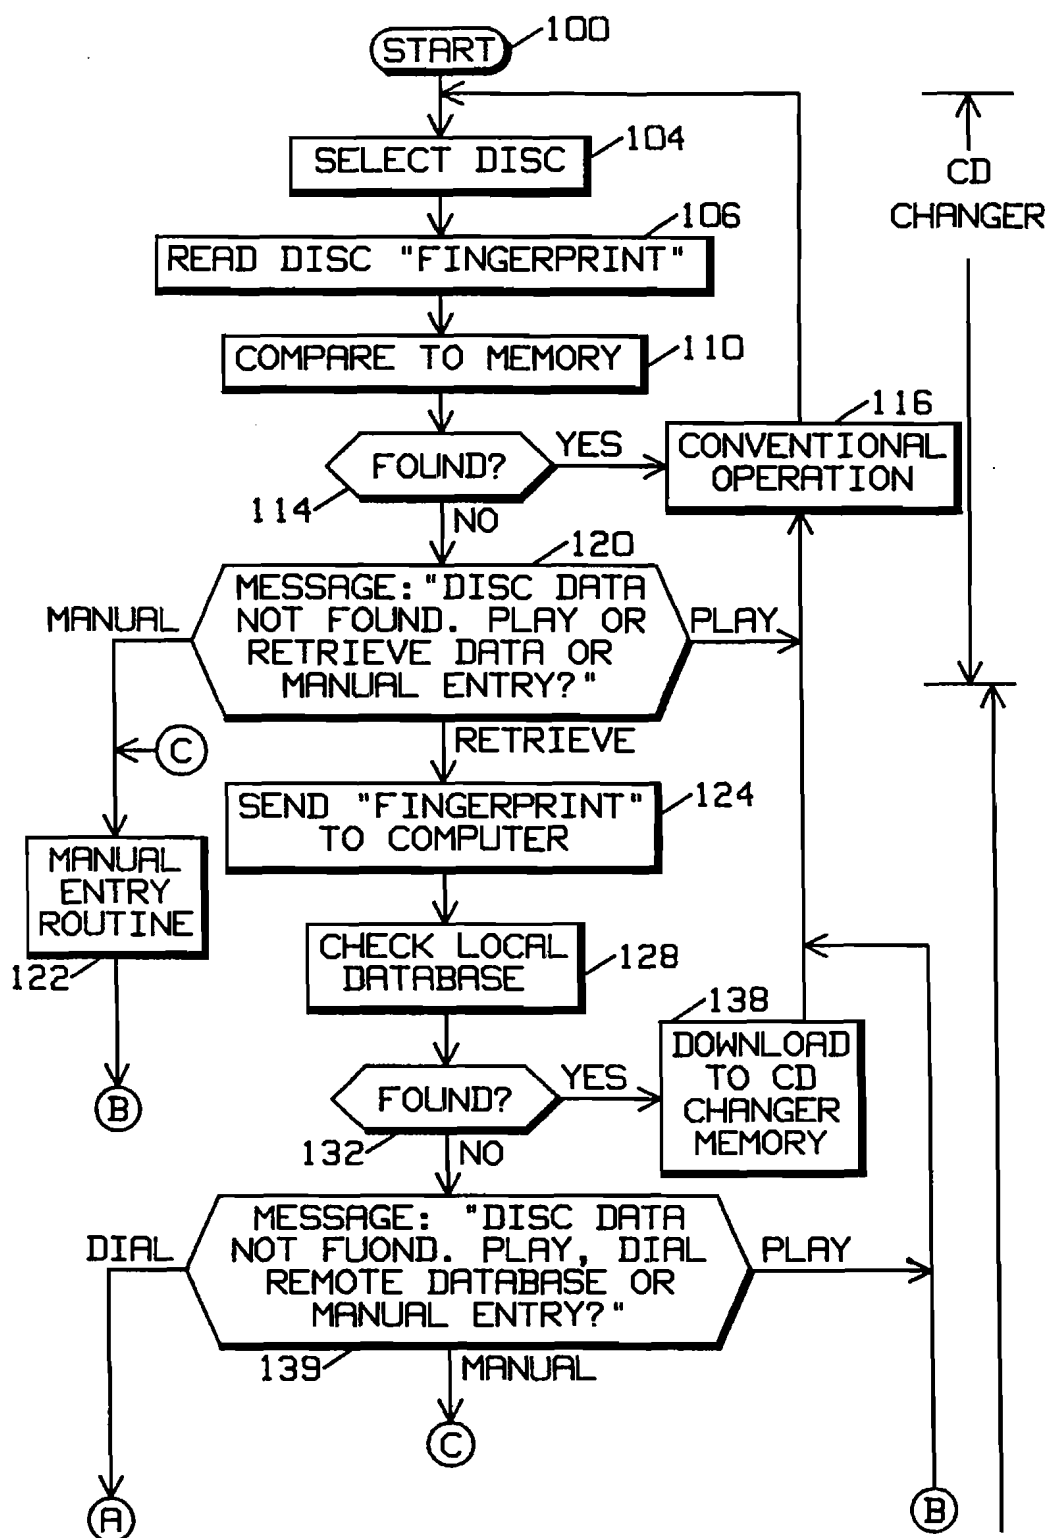 START
100
SELECT DISC
104
CD
CHANGER
READ DISC "FINGERPRINT"
106
COMPARE TO MEMORY
110
FOUND?
114
YES
NO
CONVENTIONAL
OPERATION
116
120
MESSAGE: "DISC DATA
NOT FOUND. PLAY OR
RETRIEVE DATA OR
MANUAL ENTRY?"
MANUAL
PLAY
RETRIEVE
C
SEND "FINGERPRINT"
TO COMPUTER
124
MANUAL
ENTRY
ROUTINE
122
CHECK LOCAL
DATABASE
128
B
FOUND?
132
YES
NO
138
DOWNLOAD
TO CD
CHANGER
MEMORY
MESSAGE: "DISC DATA
NOT FUOND. PLAY, DIAL
REMOTE DATABASE OR
MANUAL ENTRY?"
DIAL
PLAY
139
MANUAL
C
A
B